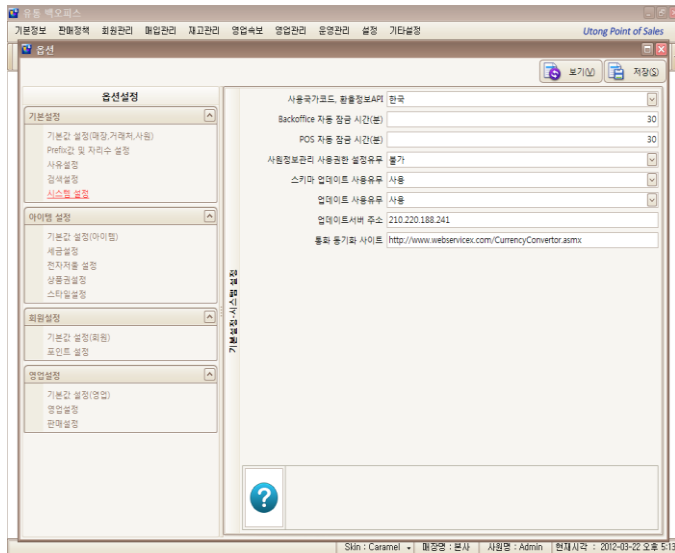 유통 백오피스
기본정보 판매정책 회원관리 매입관리 재고관리 영업속보 영업관리 운영관리 설정 기타설정 Utong Point of Sales
옵션
보기(V) 저장(S)
옵션설정
기본설정
기본값 설정(매장,거래처,사원)
Prefix값 및 자리수 설정
사유설정
검색설정
시스템 설정
아이템 설정
기본값 설정(아이템)
세금설정
전자저울 설정
상품권설정
스타일설정
회원설정
기본값 설정(회원)
포인트 설정
영업설정
기본값 설정(영업)
영업설정
판매설정
기본설정-시스템 설정
사용국가코드, 환율정보API 한국
Backoffice 자동 잠금 시간(분) 30
POS 자동 잠금 시간(분) 30
사원정보관리 사용권한 설정유무 불가
스키마 업데이트 사용유무 사용
업데이트 사용유무 사용
업데이트서버 주소 210.220.188.241
통화 동기화 사이트 http://www.webservicex.com/CurrencyConvertor.asmx
Skin : Caramel 매장명 : 본사 사원명 : Admin 현재시각 : 2012-03-22 오후 5:13